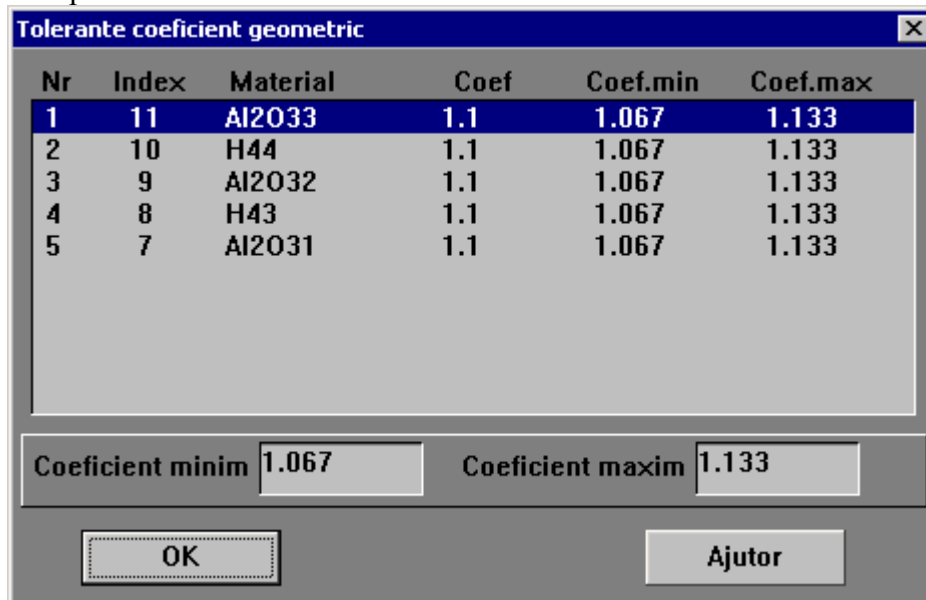 Tolerante coeficient geometric
Nr Index Material Coef Coef.min Coef.max
1 11 Al2O33 1.1 1.067 1.133
2 10 H44 1.1 1.067 1.133
3 9 Al2O32 1.1 1.067 1.133
4 8 H43 1.1 1.067 1.133
5 7 Al2O31 1.1 1.067 1.133
Coeficient minim 1.067 Coeficient maxim 1.133
OK Ajutor